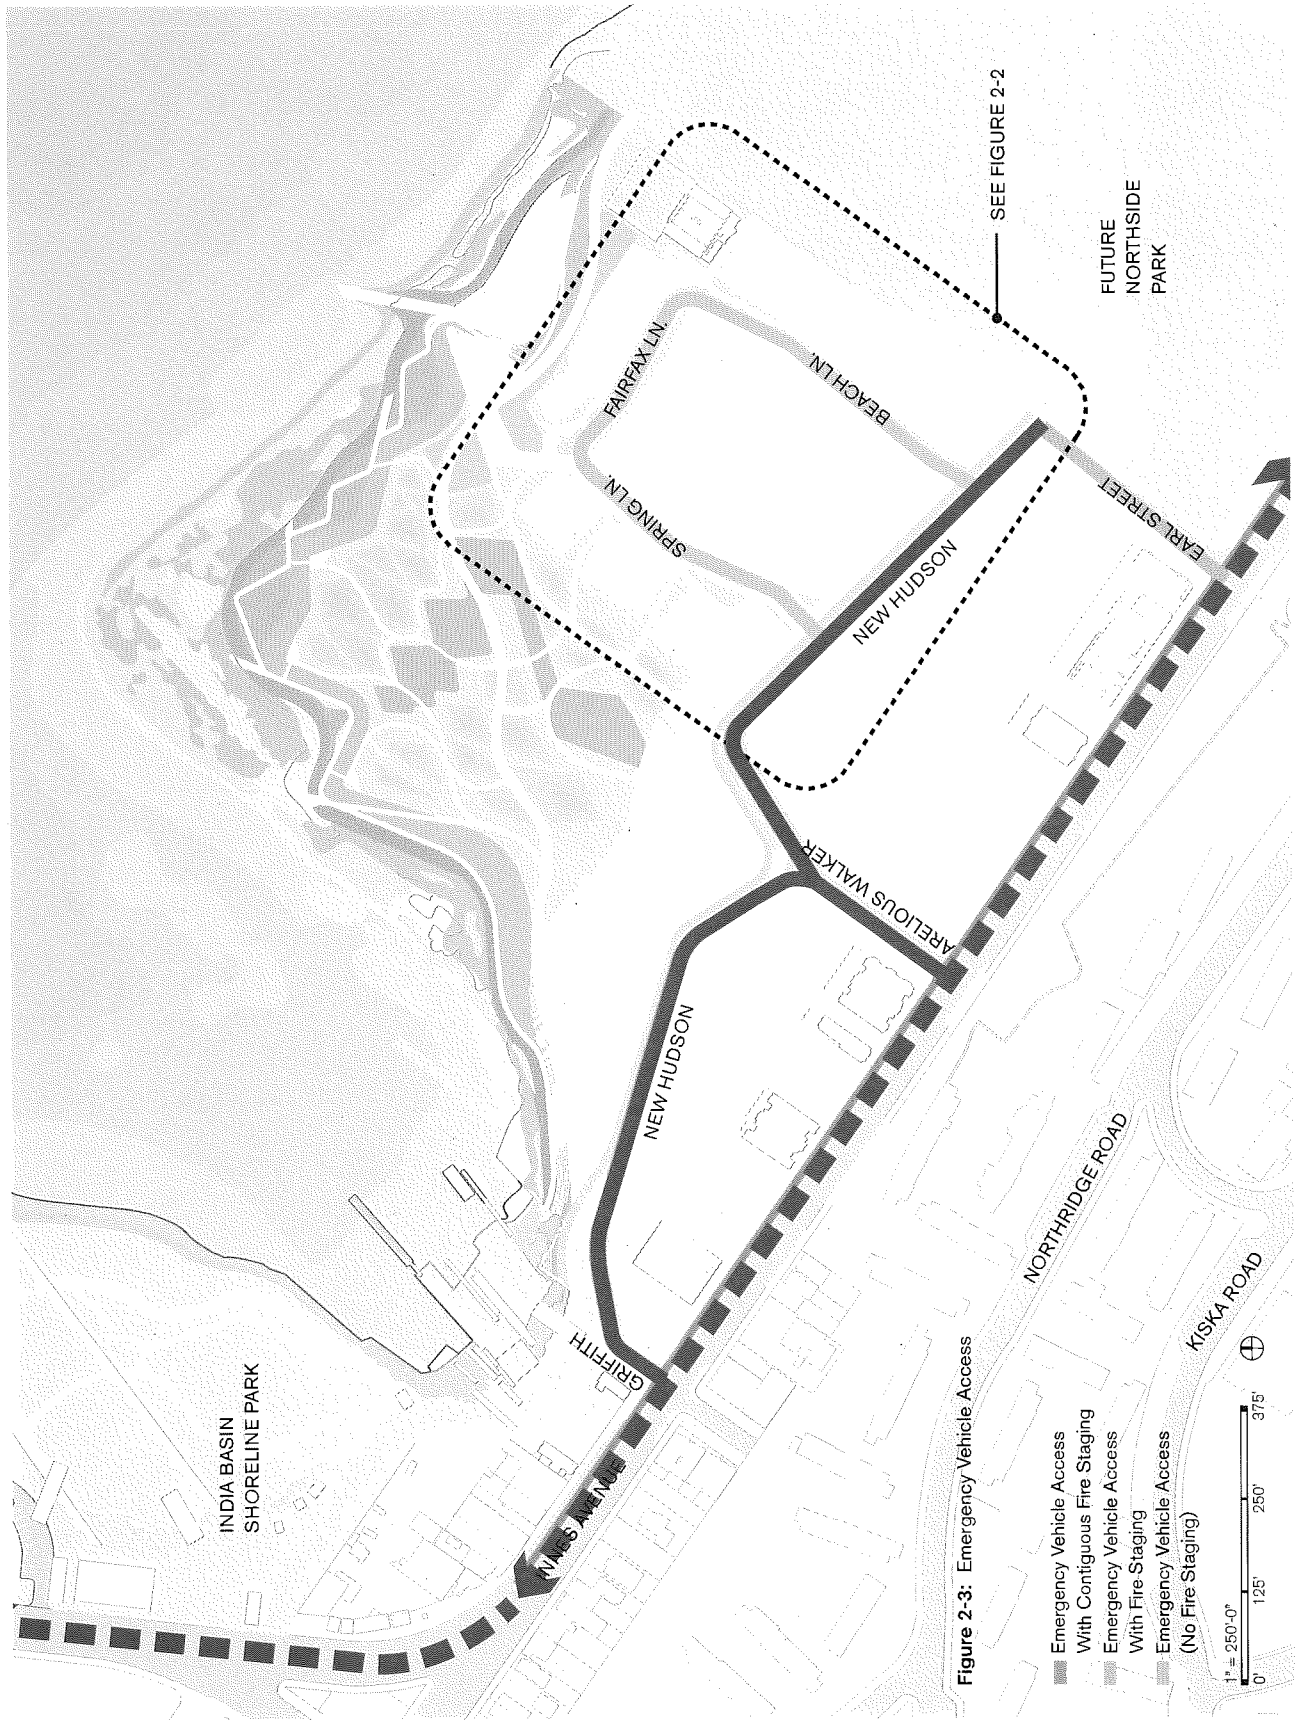 INDIA BASIN
SHORELINE PARK
INNES AVENUE
GRIFFITH
NEW HUDSON
ARELIOUS WALKER
NEW HUDSON
SPRING LN.
FAIRFAX LN.
BEACH LN.
EARL STREET
SEE FIGURE 2-2
FUTURE
NORTHSIDE
PARK
NORTHRIDGE ROAD
KISKA ROAD
Figure 2-3: Emergency Vehicle Access
Emergency Vehicle Access
With Contiguous Fire Staging
Emergency Vehicle Access
With Fire Staging
Emergency Vehicle Access
(No Fire Staging)
1" = 250'-0"
0' 125' 250' 375'